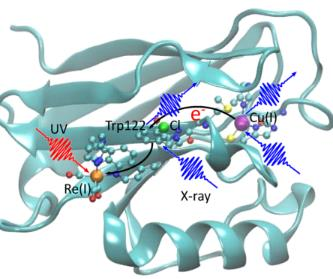 UV
Trp122
Cl
e-
Cu(I)
Re(I)
X-ray